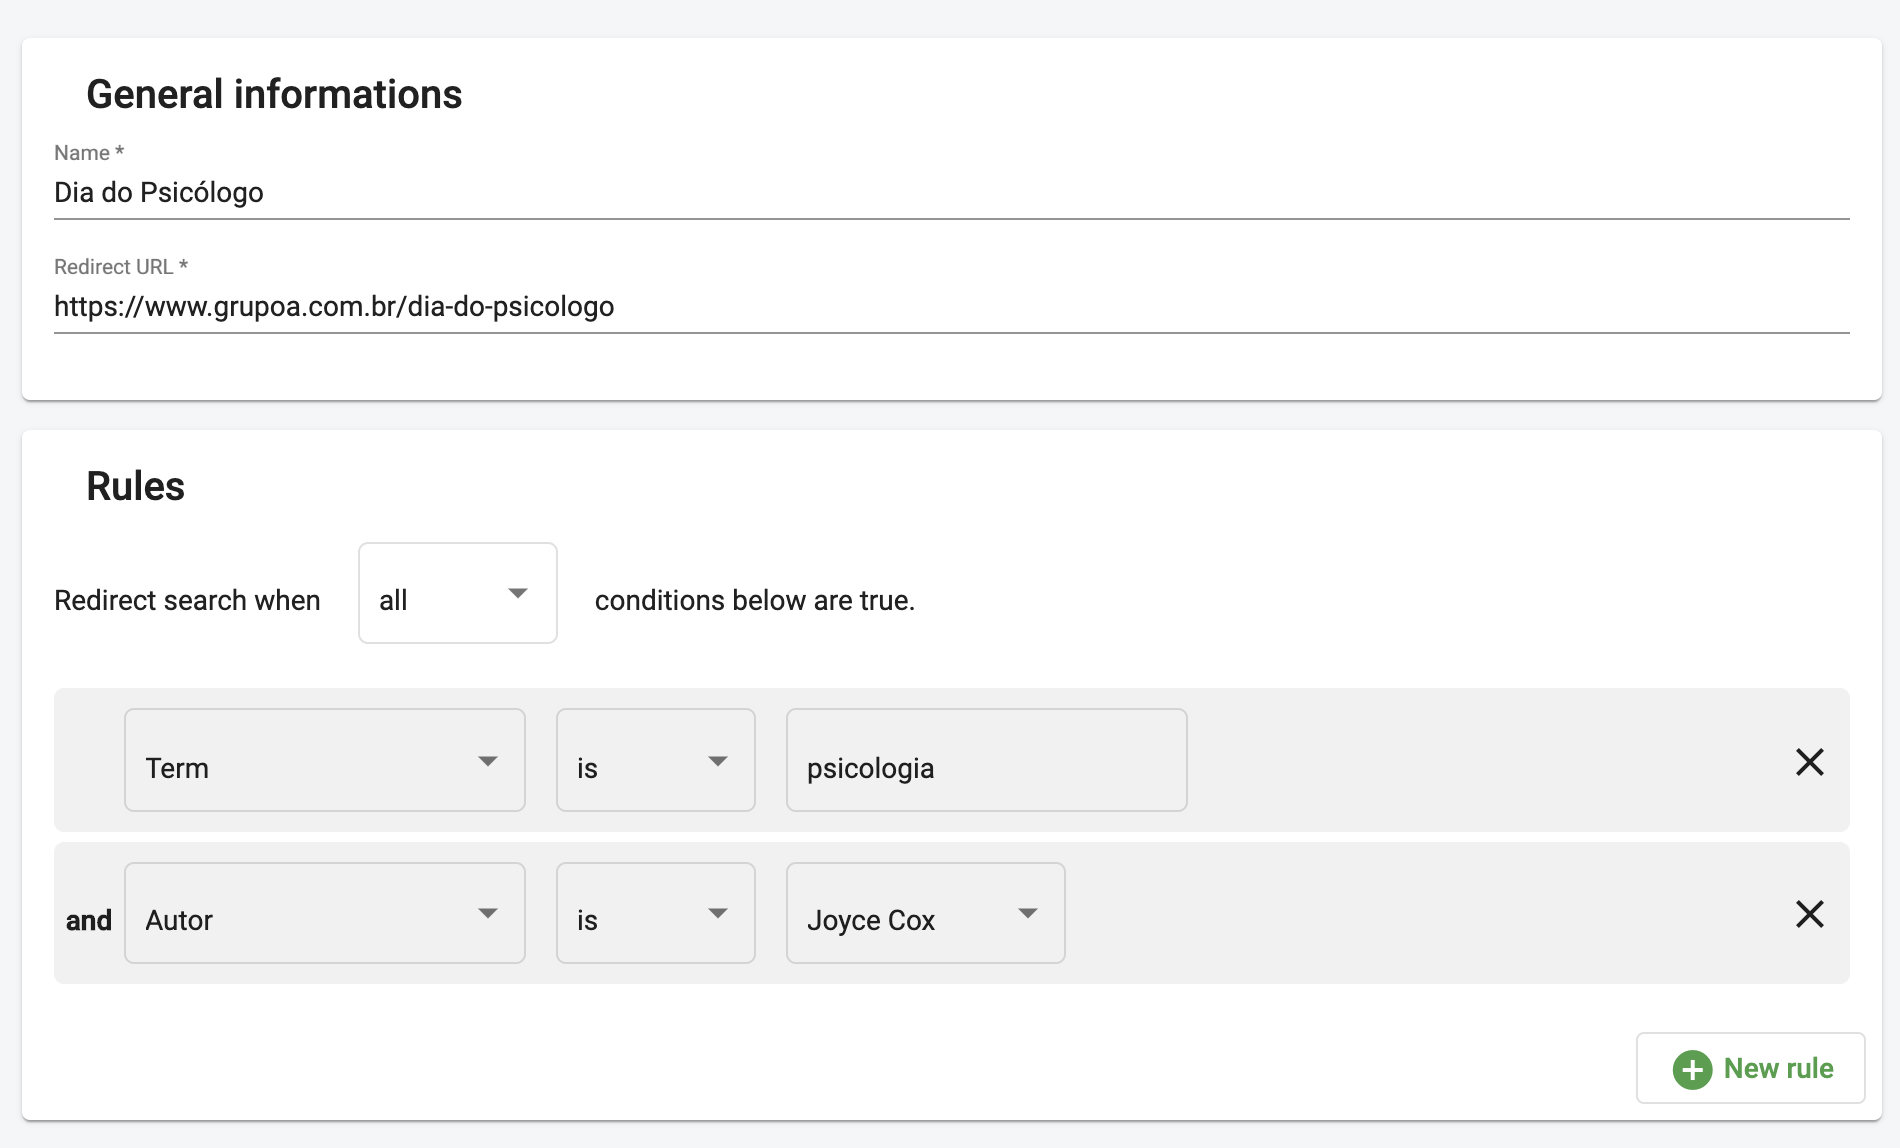 General informations
Name *
Dia do Psicólogo
Redirect URL *
https://www.grupoa.com.br/dia-do-psicologo
Rules
Redirect search when all conditions below are true.
Term is psicologia
and Autor is Joyce Cox
New rule